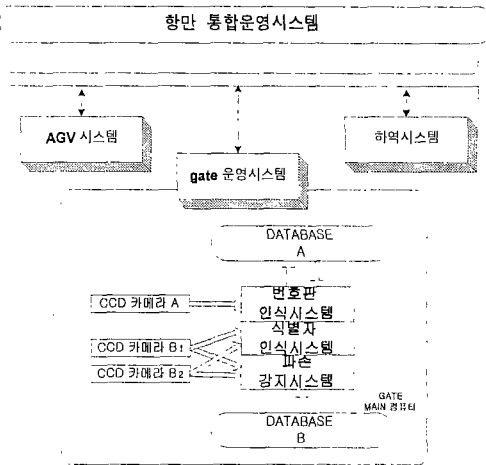 항만 통합운영시스템
AGV 시스템
하역시스템
gate 운영시스템
DATABASE
A
CCD 카메라 A
번호판
인식시스템
식별자
CCD 카메라 B1
인식시스템
파손
CCD 카메라 B2
감지시스템
GATE
MAIN 컴퓨터
DATABASE
B